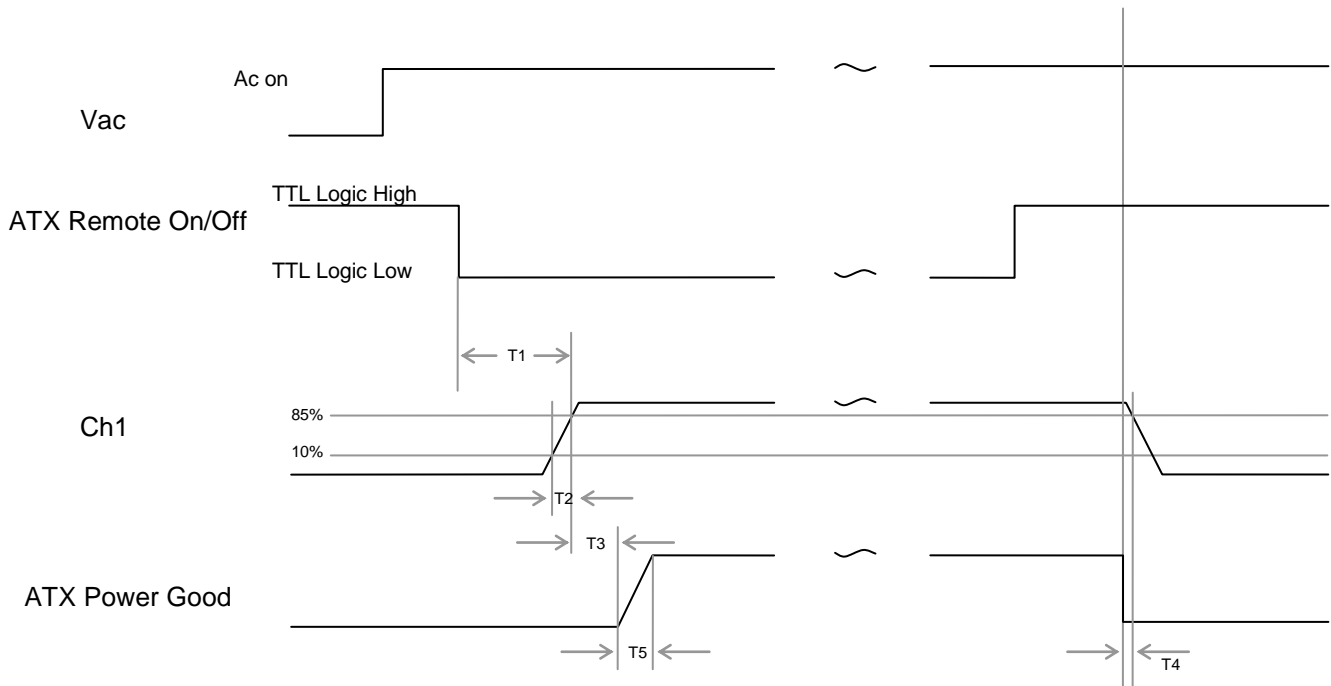 Ac on
Vac
TTL Logic High
ATX Remote On/Off
TTL Logic Low
T1
85%
Ch1
10%
T2
T3
ATX Power Good
T5
T4